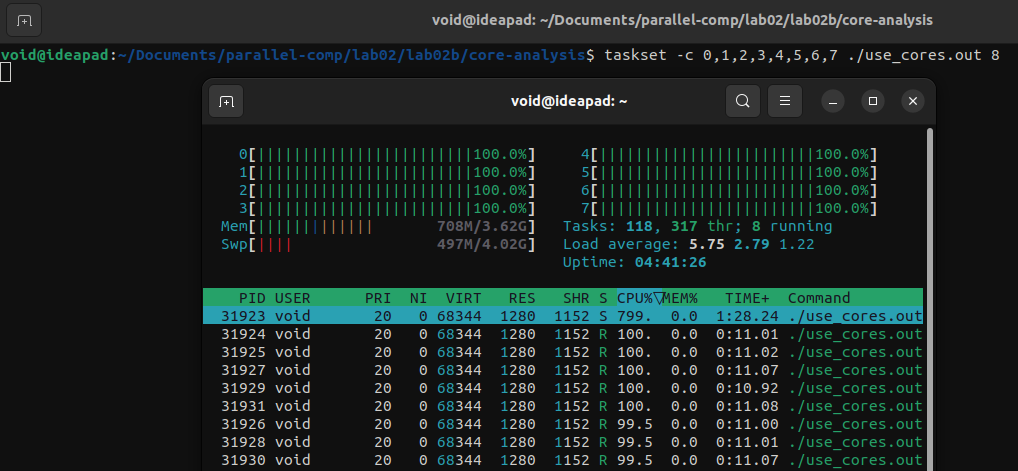 void@ideapad: ~/Documents/parallel-comp/lab02/lab02b/core-analysis
void@ideapad:~/Documents/parallel-comp/lab02/lab02b/core-analysis$ taskset -c 0,1,2,3,4,5,6,7 ./use_cores.out 8
void@ideapad: ~
0[||||||||||||||||||||||||100.0%] 4[||||||||||||||||||||||||100.0%]
1[||||||||||||||||||||||||100.0%] 5[||||||||||||||||||||||||100.0%]
2[||||||||||||||||||||||||100.0%] 6[||||||||||||||||||||||||100.0%]
3[||||||||||||||||||||||||100.0%] 7[||||||||||||||||||||||||100.0%]
Mem[||||||||||||| 708M/3.62G] Tasks: 118, 317 thr; 8 running
Swp[|||| 497M/4.02G] Load average: 5.75 2.79 1.22
Uptime: 04:41:26
PID USER PRI NI VIRT RES SHR S CPU%▽MEM% TIME+ Command
31923 void 20 0 68344 1280 1152 S 799. 0.0 1:28.24 ./use_cores.out
31924 void 20 0 68344 1280 1152 R 100. 0.0 0:11.01 ./use_cores.out
31925 void 20 0 68344 1280 1152 R 100. 0.0 0:11.02 ./use_cores.out
31927 void 20 0 68344 1280 1152 R 100. 0.0 0:11.07 ./use_cores.out
31929 void 20 0 68344 1280 1152 R 100. 0.0 0:10.92 ./use_cores.out
31931 void 20 0 68344 1280 1152 R 100. 0.0 0:11.08 ./use_cores.out
31926 void 20 0 68344 1280 1152 R 99.5 0.0 0:11.00 ./use_cores.out
31928 void 20 0 68344 1280 1152 R 99.5 0.0 0:11.01 ./use_cores.out
31930 void 20 0 68344 1280 1152 R 99.5 0.0 0:11.07 ./use_cores.out